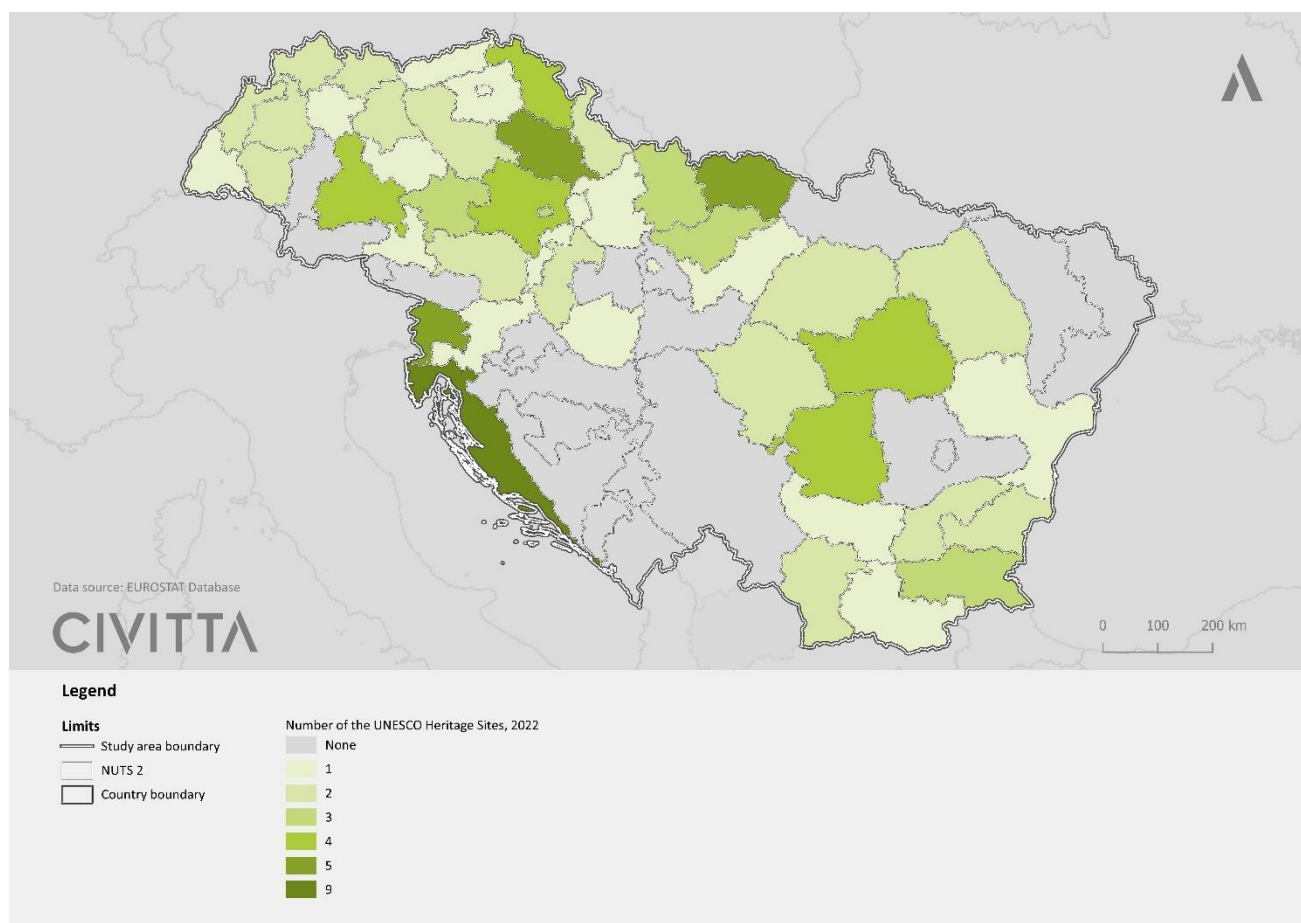 Data source: EUROSTAT Database
CIVITTA
0 100 200 km
Legend
Limits
Study area boundary
NUTS 2
Country boundary
Number of the UNESCO Heritage Sites, 2022
None
1
2
3
4
5
9